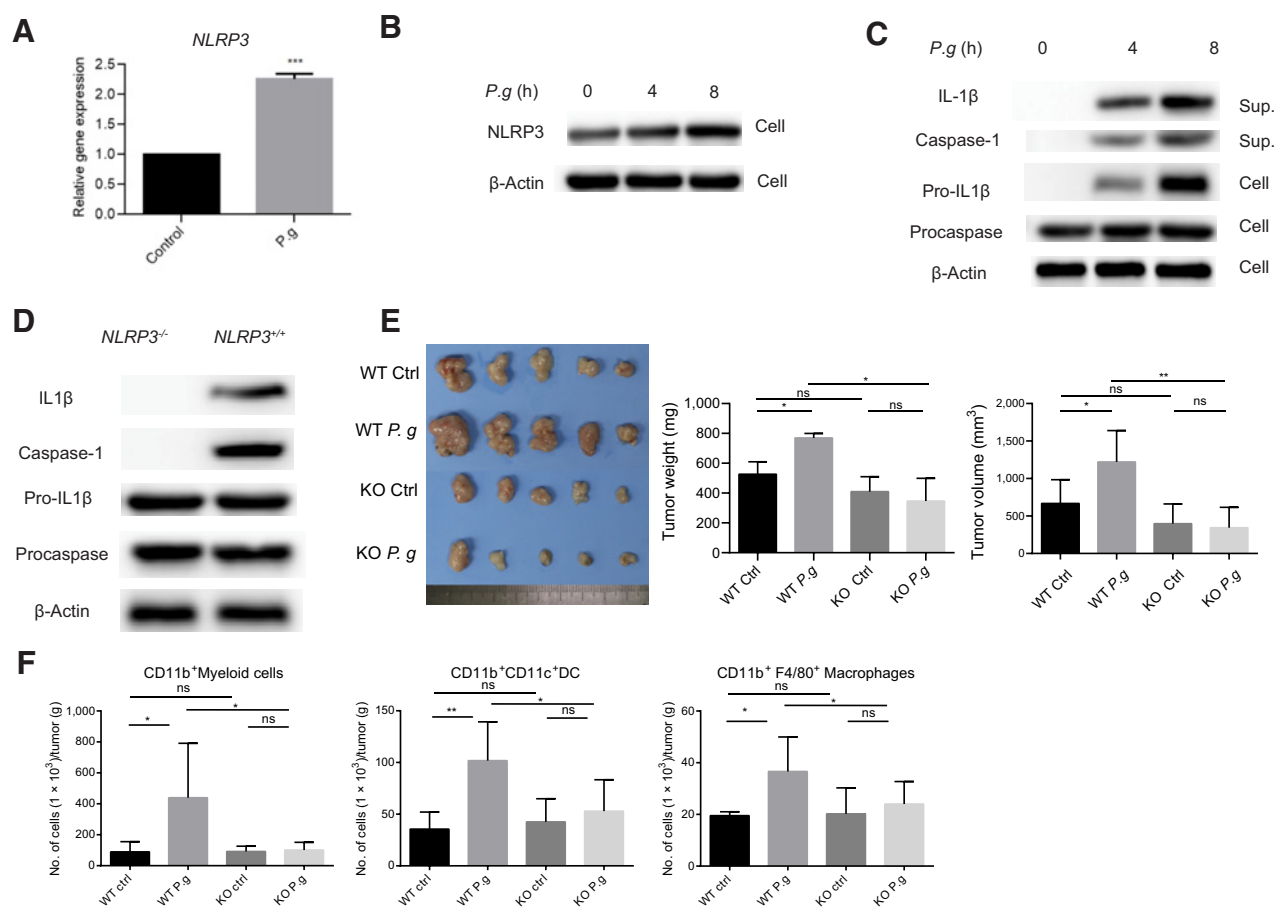 A
NLRP3
Relative gene expression
2.5
2.0
1.5
1.0
0.5
0.0
***
Control
P.g
B
P.g (h) 0 4 8
NLRP3 Cell
β-Actin Cell
C
P.g (h) 0 4 8
IL-1β Sup.
Caspase-1 Sup.
Pro-IL1β Cell
Procaspase Cell
β-Actin Cell
D
NLRP3-/- NLRP3+/+
IL1β
Caspase-1
Pro-IL1β
Procaspase
β-Actin
E
WT Ctrl
WT P. g
KO Ctrl
KO P. g
Tumor weight (mg)
1,000
800
600
400
200
0
*
ns
* ns
WT Ctrl
WT P.g
KO Ctrl
KO P.g
Tumor volume (mm3)
2,000
1,500
1,000
500
0
**
ns
* ns
WT Ctrl
WT P.g
KO Ctrl
KO P.g
F
CD11b+Myeloid cells
No. of cells (1 × 103)/tumor (g)
1,000
800
600
400
200
0
ns
*
* ns
WT ctrl
WT P.g
KO ctrl
KO P.g
CD11b+CD11c+DC
No. of cells (1 × 103)/tumor (g)
150
100
50
0
ns
*
** ns
WT ctrl
WT P.g
KO ctrl
KO P.g
CD11b+ F4/80+ Macrophages
No. of cells (1 × 103)/tumor (g)
60
40
20
0
ns
*
* ns
WT ctrl
WT P.g
KO ctrl
KO P.g